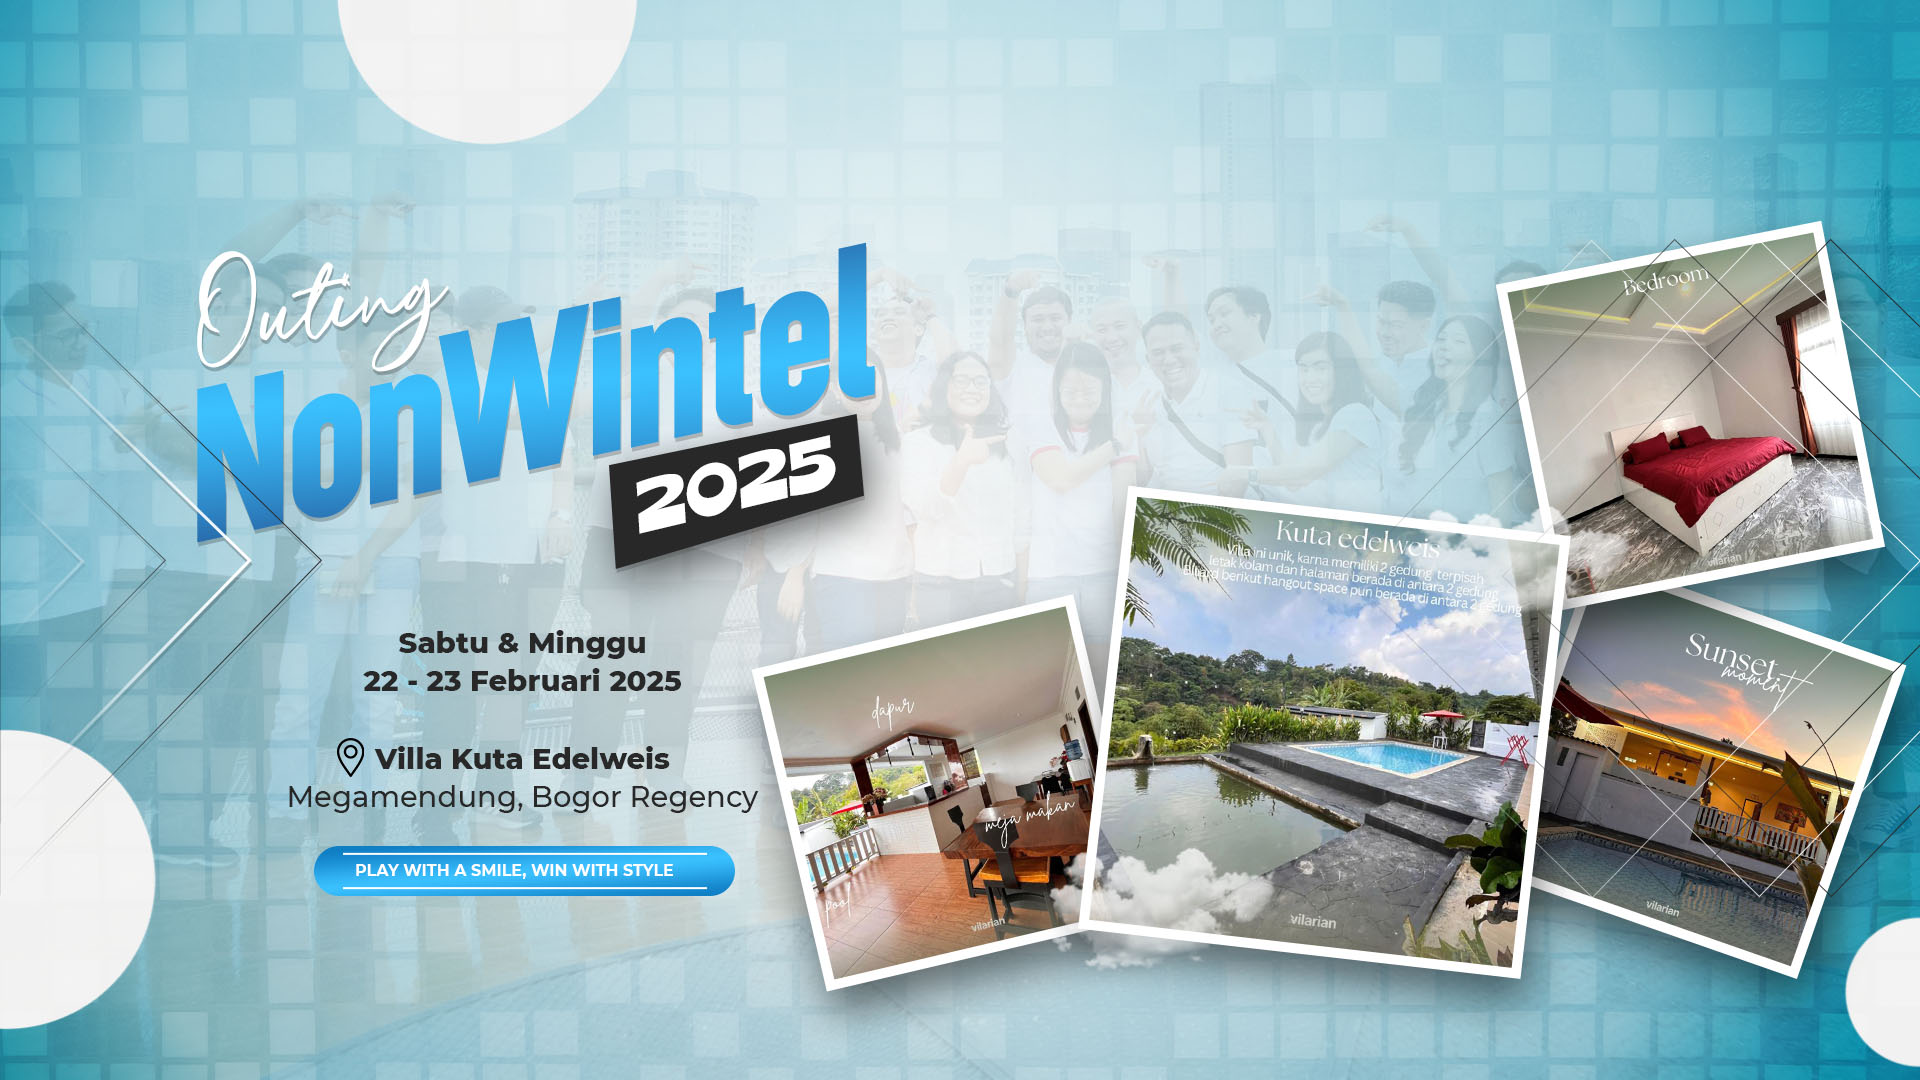 Outing
NonWintel
2025
Sabtu & Minggu
22 - 23 Februari 2025
Villa Kuta Edelweis
Megamendung, Bogor Regency
PLAY WITH A SMILE, WIN WITH STYLE
dapur
meja makan
pool
vilarian
Kuta edelweis
Villa ini unik, karna memiliki 2 gedung terpisah
letak kolam dan halaman berada di antara 2 gedung
Billiard berikut hangout space pun berada di antara 2 gedung
vilarian
Bedroom
vilarian
Sunset
moment
vilarian